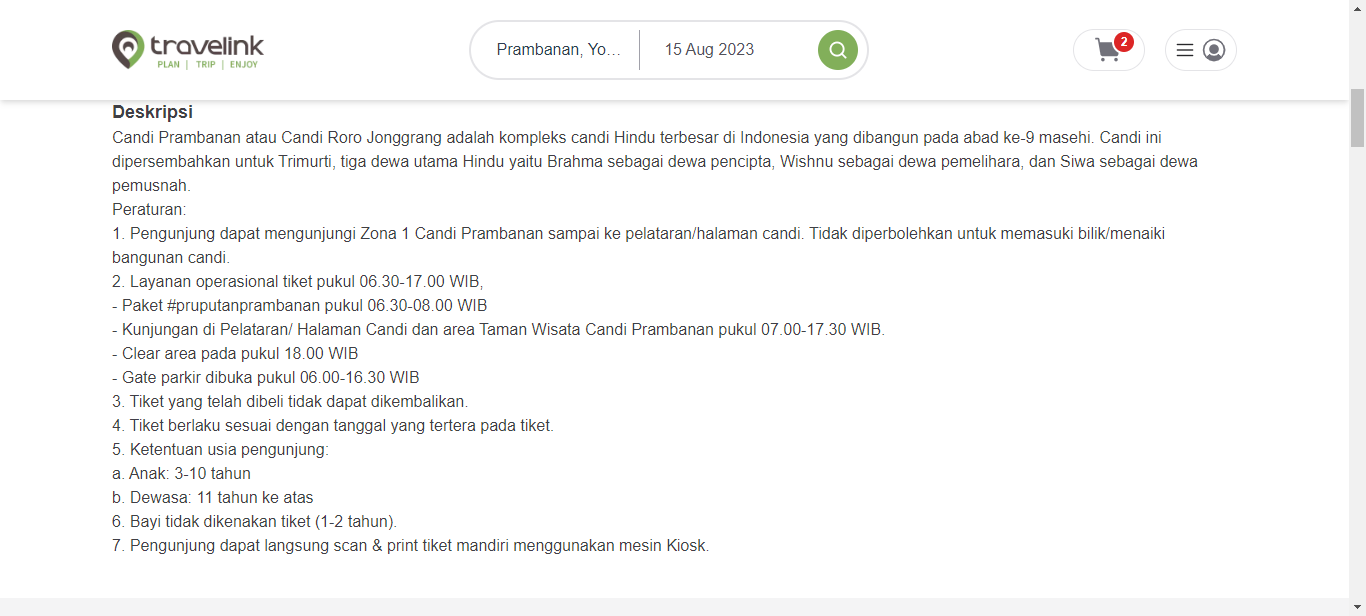 travelink
PLAN | TRIP | ENJOY
Prambanan, Yo...
15 Aug 2023
2
Deskripsi
Candi Prambanan atau Candi Roro Jonggrang adalah kompleks candi Hindu terbesar di Indonesia yang dibangun pada abad ke-9 masehi. Candi ini
dipersembahkan untuk Trimurti, tiga dewa utama Hindu yaitu Brahma sebagai dewa pencipta, Wishnu sebagai dewa pemelihara, dan Siwa sebagai dewa
pemusnah.
Peraturan:
1. Pengunjung dapat mengunjungi Zona 1 Candi Prambanan sampai ke pelataran/halaman candi. Tidak diperbolehkan untuk memasuki bilik/menaiki
bangunan candi.
2. Layanan operasional tiket pukul 06.30-17.00 WIB,
- Paket #pruputanprambanan pukul 06.30-08.00 WIB
- Kunjungan di Pelataran/ Halaman Candi dan area Taman Wisata Candi Prambanan pukul 07.00-17.30 WIB.
- Clear area pada pukul 18.00 WIB
- Gate parkir dibuka pukul 06.00-16.30 WIB
3. Tiket yang telah dibeli tidak dapat dikembalikan.
4. Tiket berlaku sesuai dengan tanggal yang tertera pada tiket.
5. Ketentuan usia pengunjung:
a. Anak: 3-10 tahun
b. Dewasa: 11 tahun ke atas
6. Bayi tidak dikenakan tiket (1-2 tahun).
7. Pengunjung dapat langsung scan & print tiket mandiri menggunakan mesin Kiosk.